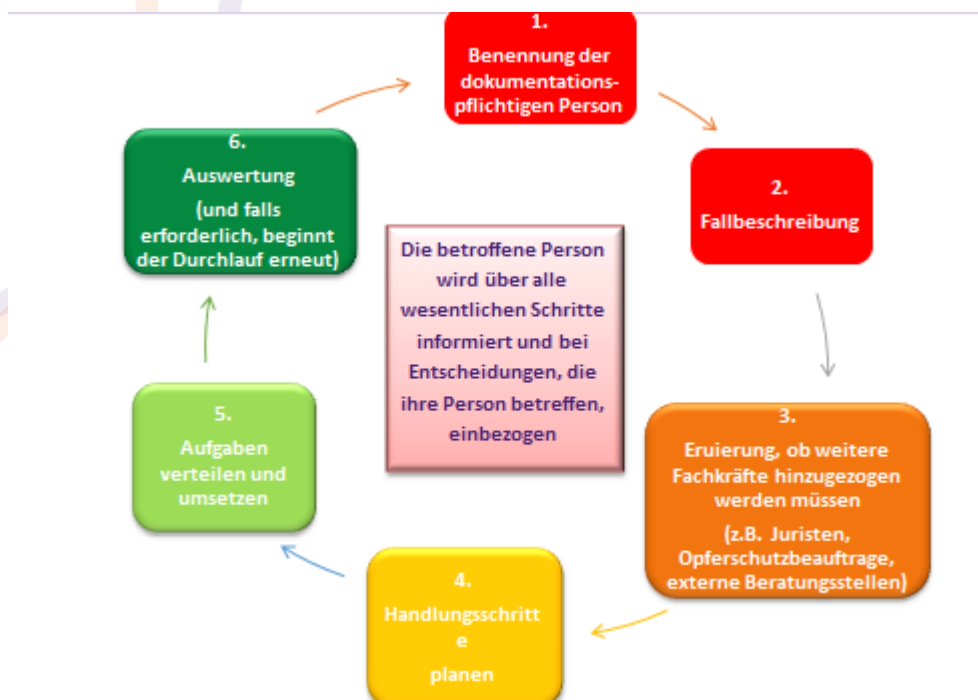 1.
Benennung der
dokumentations-
pflichtigen Person
2.
Fallbeschreibung
3.
Eruierung, ob weitere
Fachkräfte hinzugezogen
werden müssen
(z.B. Juristen,
Opferschutzbeauftrage,
externe Beratungsstellen)
4.
Handlungsschritt
e
planen
5.
Aufgaben
verteilen und
umsetzen
6.
Auswertung
(und falls
erforderlich, beginnt
der Durchlauf erneut)
Die betroffene Person
wird über alle
wesentlichen Schritte
informiert und bei
Entscheidungen, die
ihre Person betreffen,
einbezogen